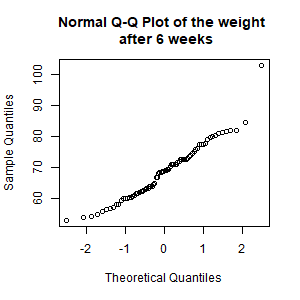 Normal Q-Q Plot of the weight
after 6 weeks
Sample Quantiles
100
90
80
70
60
-2
-1
0
1
2
Theoretical Quantiles